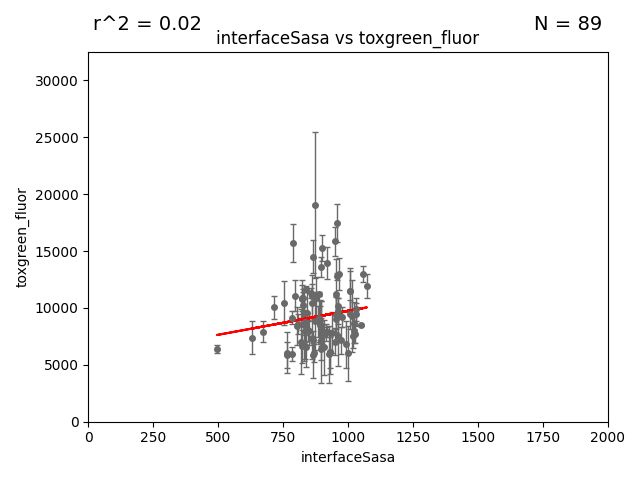 r^2 = 0.02
N = 89
interfaceSasa vs toxgreen_fluor
toxgreen_fluor
30000
25000
20000
15000
10000
5000
0
0 250 500 750 1000 1250 1500 1750 2000
interfaceSasa